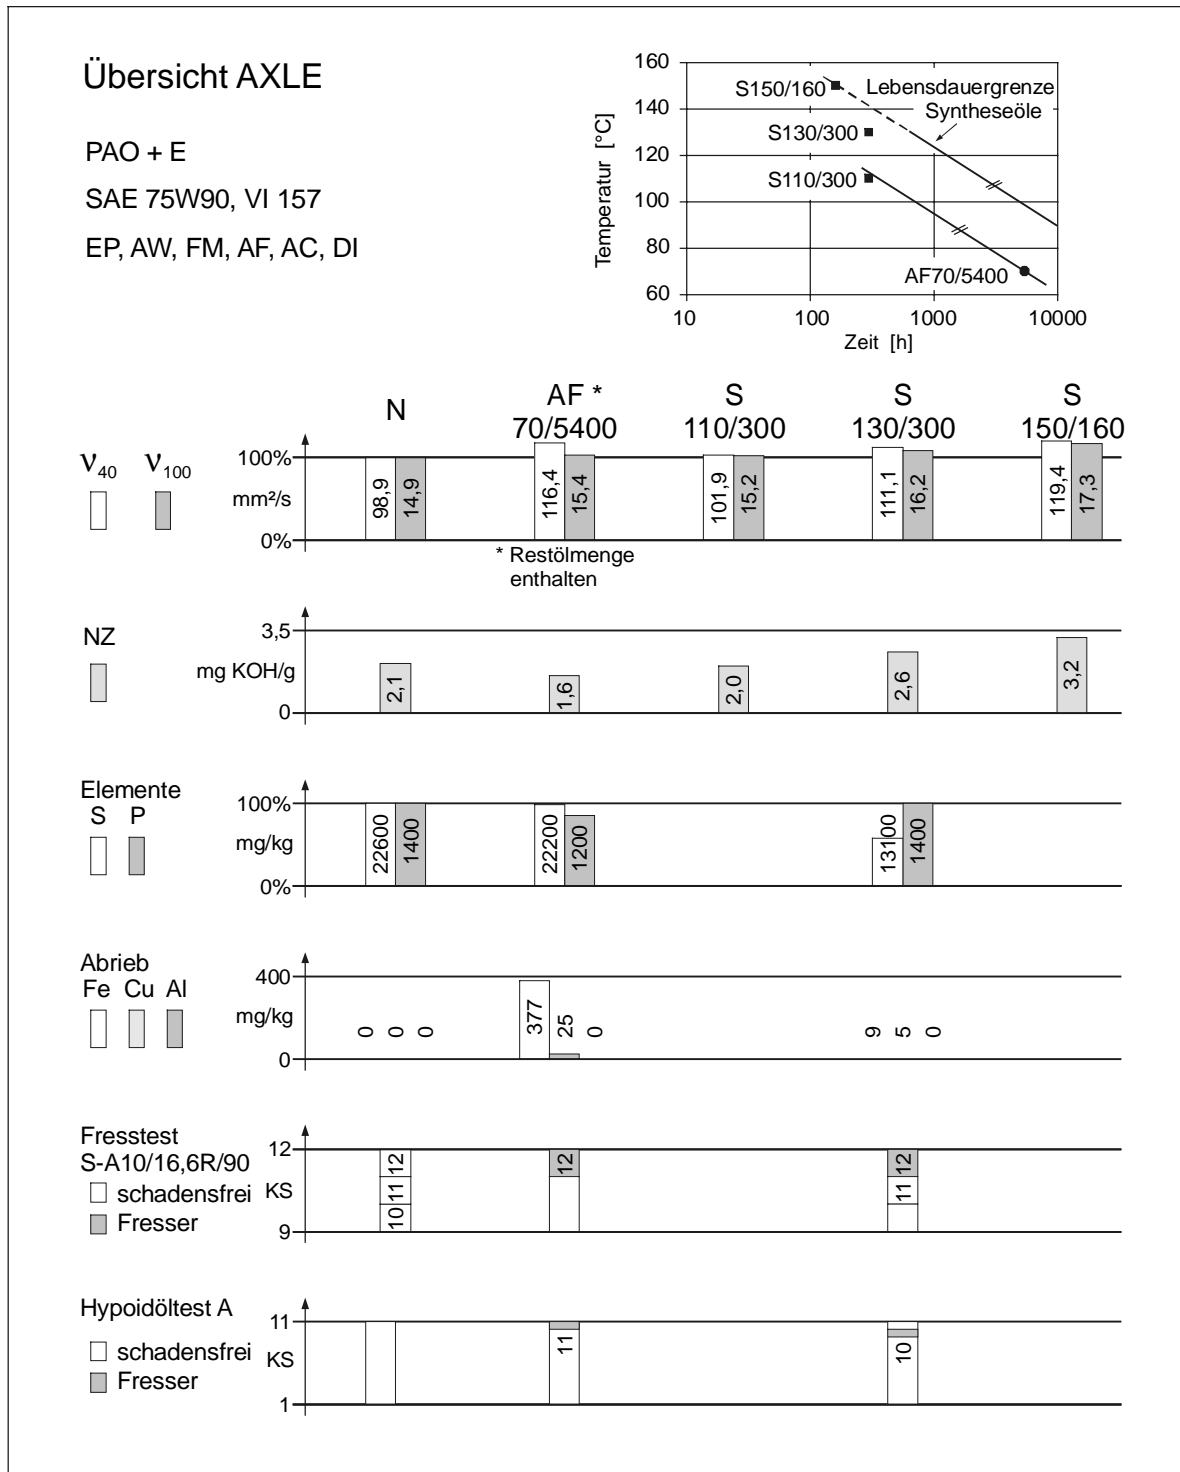 Übersicht AXLE
PAO + E
SAE 75W90, VI 157
EP, AW, FM, AF, AC, DI
Temperatur [°C]
160
140
120
100
80
60
S150/160
Lebensdauergrenze
Syntheseöle
S130/300
S110/300
AF70/5400
10 100 1000 10000
Zeit [h]
N
AF *
70/5400
S
110/300
S
130/300
S
150/160
ν40 ν100
100%
mm²/s
0%
98,9 14,9 116,4 15,4 101,9 15,2 111,1 16,2 119,4 17,3
* Restölmenge
enthalten
NZ
3,5
mg KOH/g
0
2,1 1,6 2,0 2,6 3,2
Elemente
S P
100%
mg/kg
0%
22600 1400 22200 1200 13100 1400
Abrieb
Fe Cu Al
400
mg/kg
0
0 0 0 377 25 0 9 5 0
Fresstest
S-A10/16,6R/90
schadensfrei
Fresser
12
KS
9
12 12 12
11 11
10
Hypoidöltest A
schadensfrei
Fresser
11
KS
1
11 10